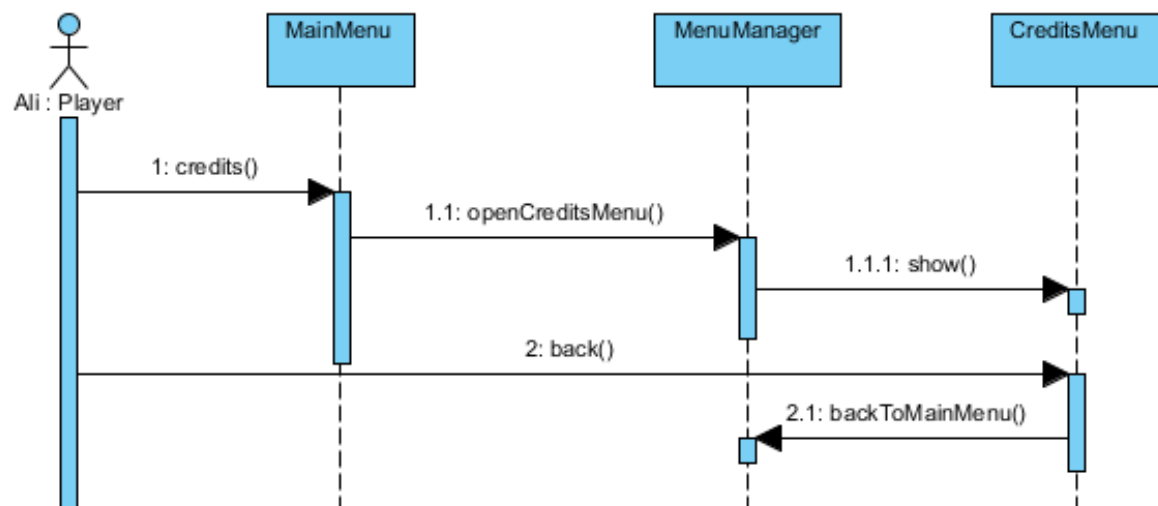 MainMenu
MenuManager
CreditsMenu
Ali : Player
1: credits()
1.1: openCreditsMenu()
1.1.1: show()
2: back()
2.1: backToMainMenu()